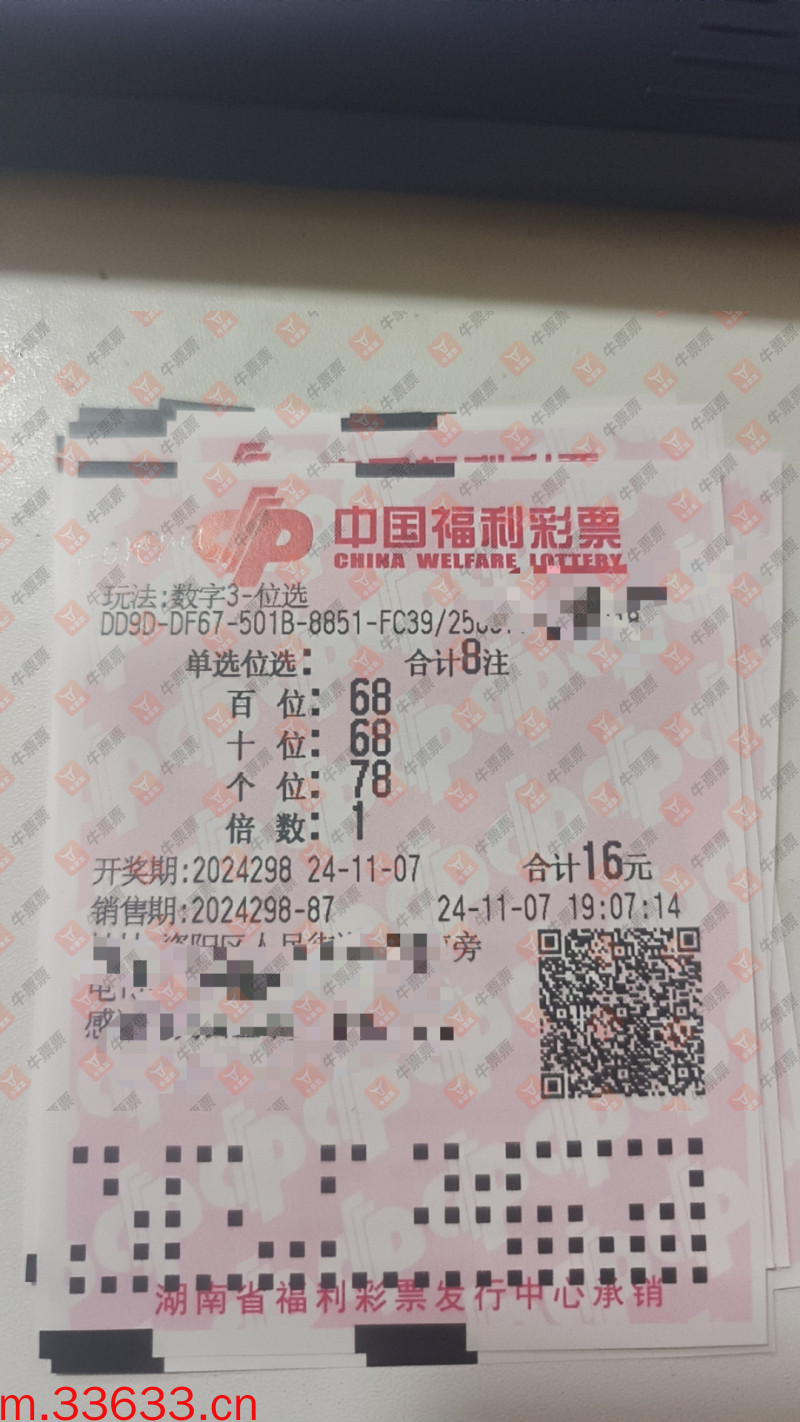 中国福利彩票
CHINA WELFARE LOTTERY
玩法:数字3-位选
DD9D-DF67-501B-8851-FC39/
单选位选: 合计8注
百 位: 68
十 位: 68
个 位: 78
倍 数: 1
开奖期:2024298 24-11-07 合计16元
销售期:2024298-87 24-11-07 19:07:14
旁
湖南省福利彩票发行中心承销
牛票票
m.33633.cn